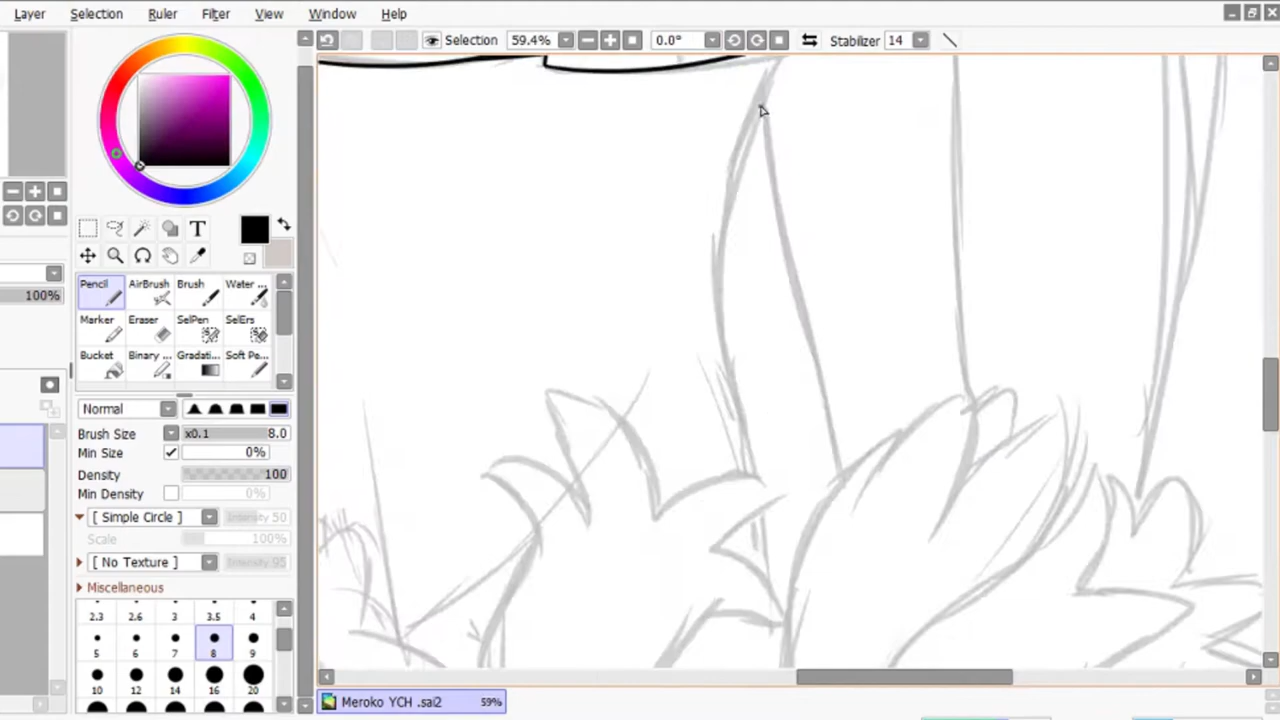 Layer Selection Ruler Filter View Window Help
Selection 59.4% 0.0° Stabilizer 14
T
100%
Pencil AirBrush Brush Water ...
Marker Eraser SelPen SelErs
Bucket Binary ... Gradati... Soft Pe...
Normal
Brush Size x0.1 8.0
Min Size 0%
Density 100
Min Density 0%
[ Simple Circle ] Intensity 50
Scale 100%
[ No Texture ] Intensity 95
Miscellaneous
2.3 2.6 3 3.5 4
5 6 7 8 9
10 12 14 16 20
Meroko YCH .sai2 59%